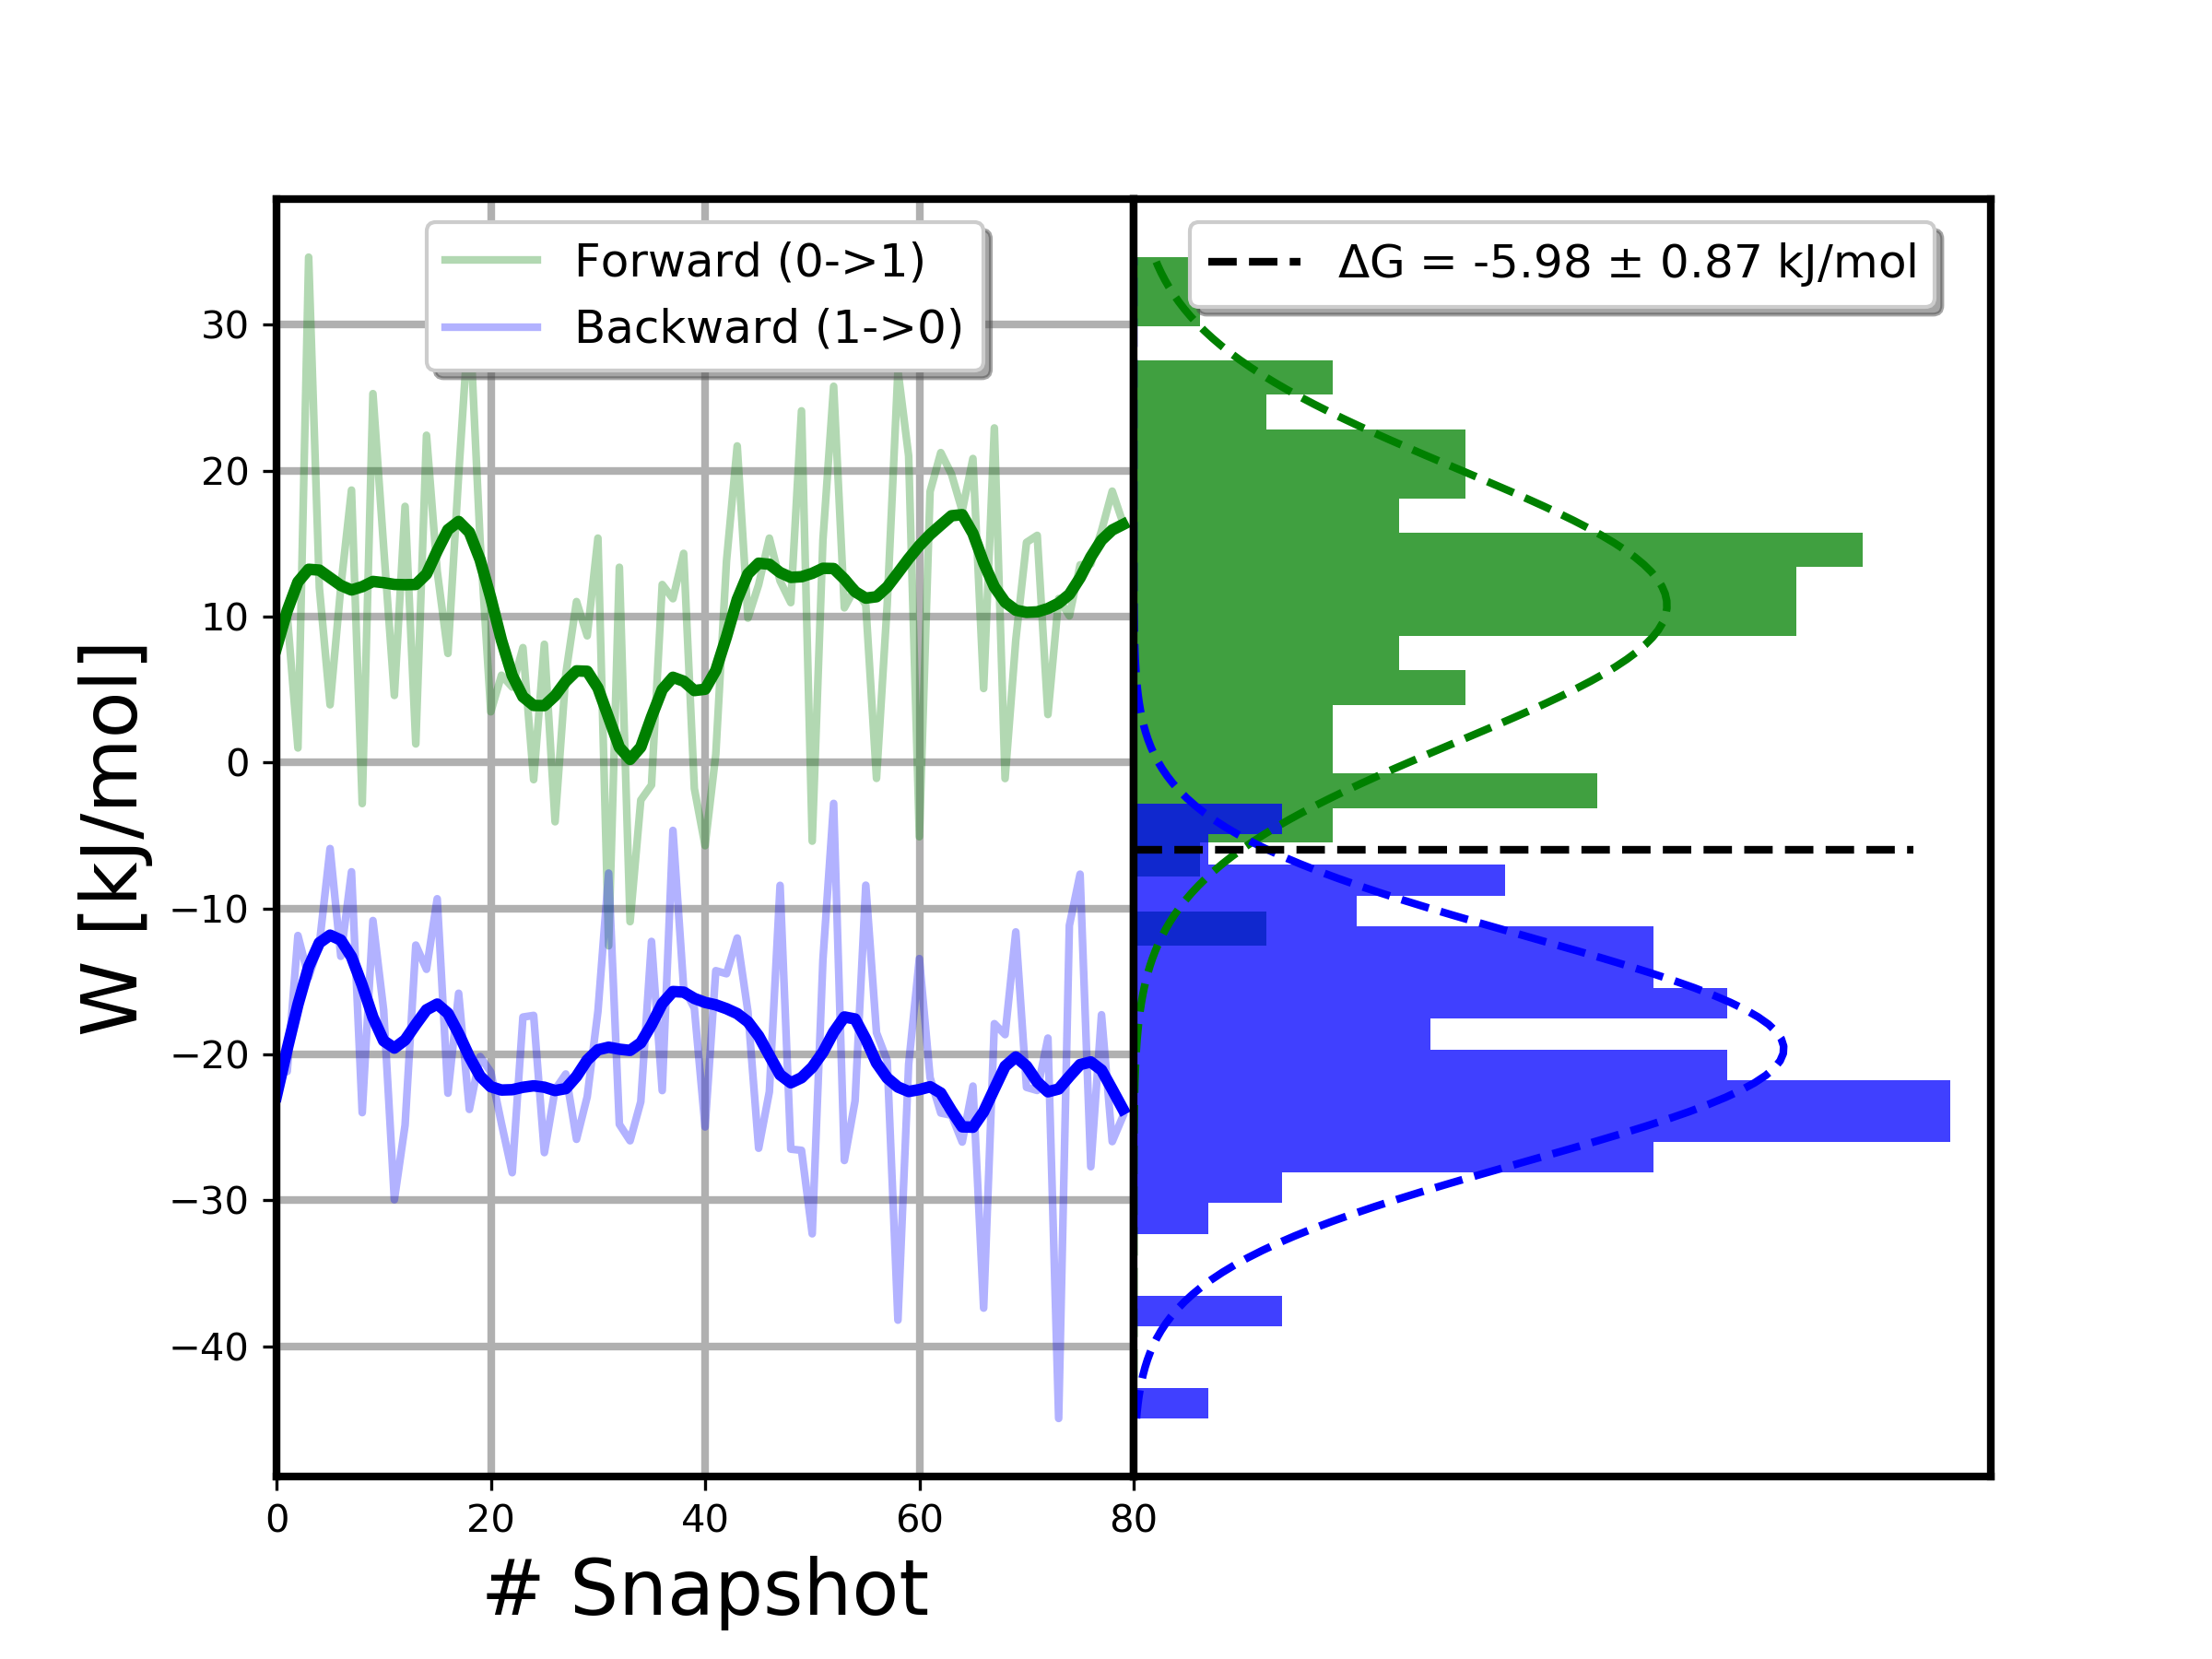 Forward (0->1)
Backward (1->0)
ΔG = -5.98 ± 0.87 kJ/mol
W [kJ/mol]
30
20
10
0
−10
−20
−30
−40
0 20 40 60 80
# Snapshot